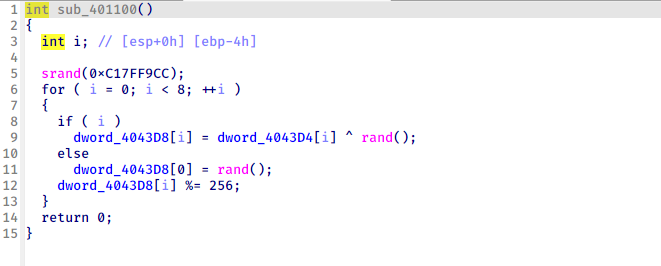 1 int sub_401100()
2 {
3 int i; // [esp+0h] [ebp-4h]
4
5 srand(0xC17FF9CC);
6 for ( i = 0; i < 8; ++i )
7 {
8 if ( i )
9 dword_4043D8[i] = dword_4043D4[i] ^ rand();
10 else
11 dword_4043D8[0] = rand();
12 dword_4043D8[i] %= 256;
13 }
14 return 0;
15 }